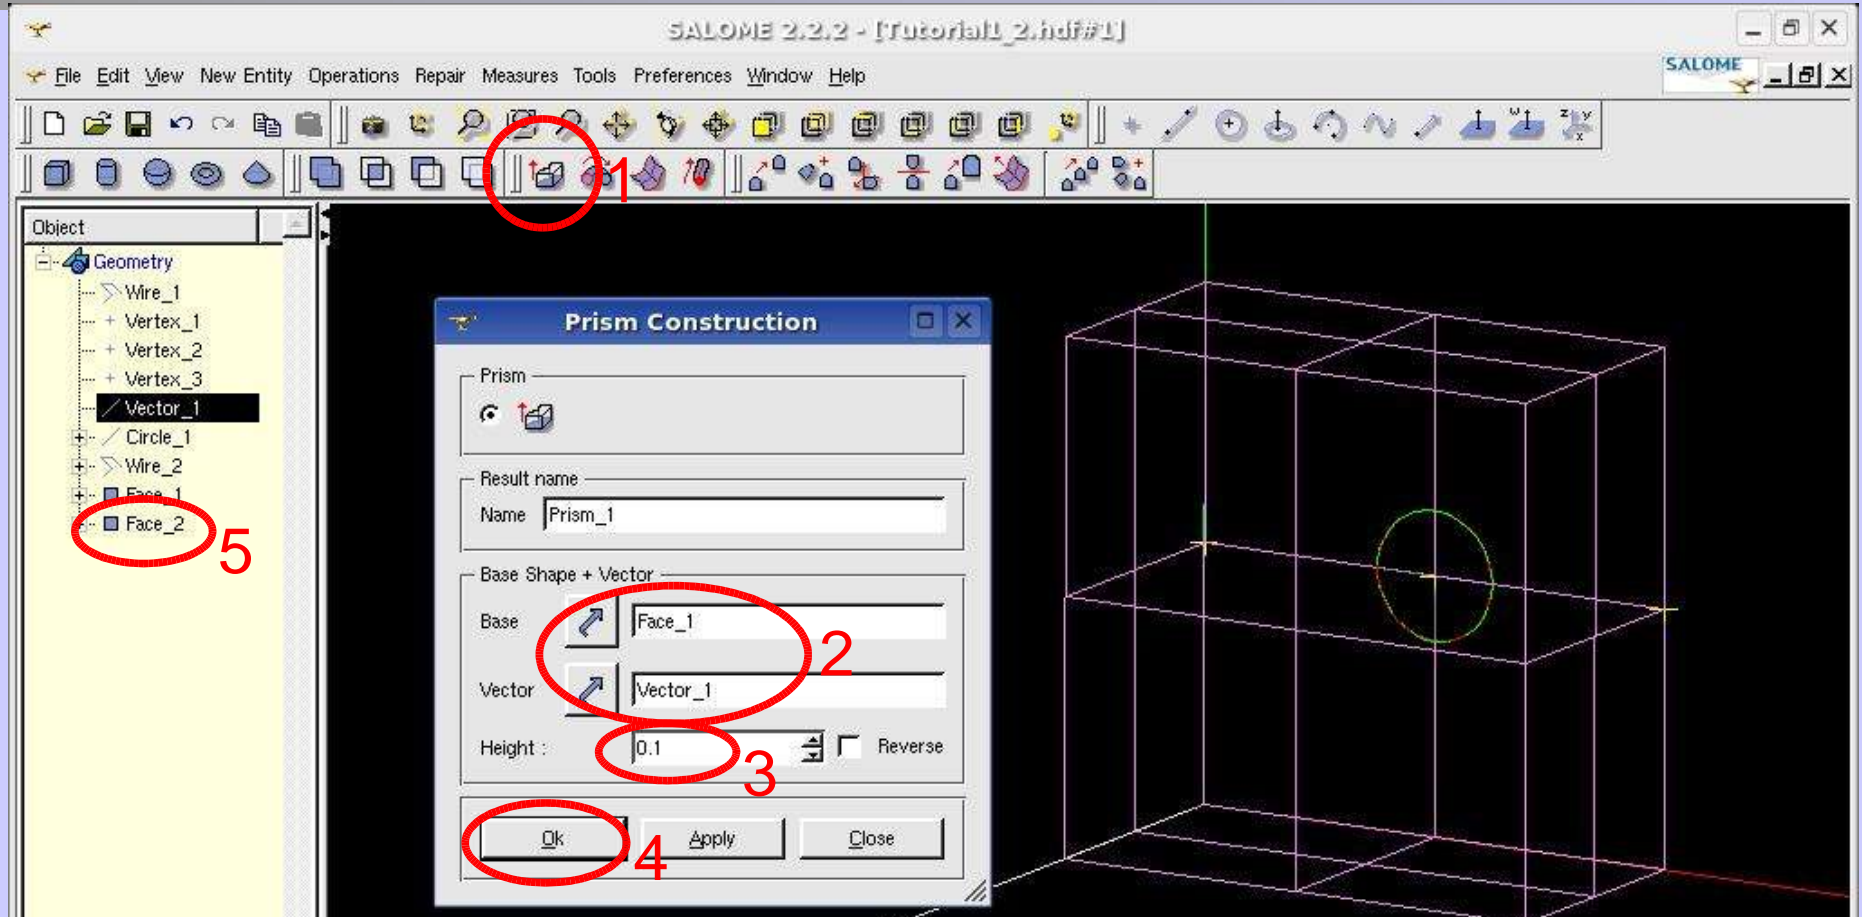 SALOME 2.2.2 - [Tutorial1_2.hdf#1]
File Edit View New Entity Operations Repair Measures Tools Preferences Window Help
SALOME
1
Object
Geometry
Wire_1
Vertex_1
Vertex_2
Vertex_3
Vector_1
Circle_1
Wire_2
Face_1
Face_2
5
Prism Construction
Prism
Result name
Name Prism_1
Base Shape + Vector
Base Face_1
2
Vector Vector_1
Height : 0.1 Reverse
3
Ok Apply Close
4